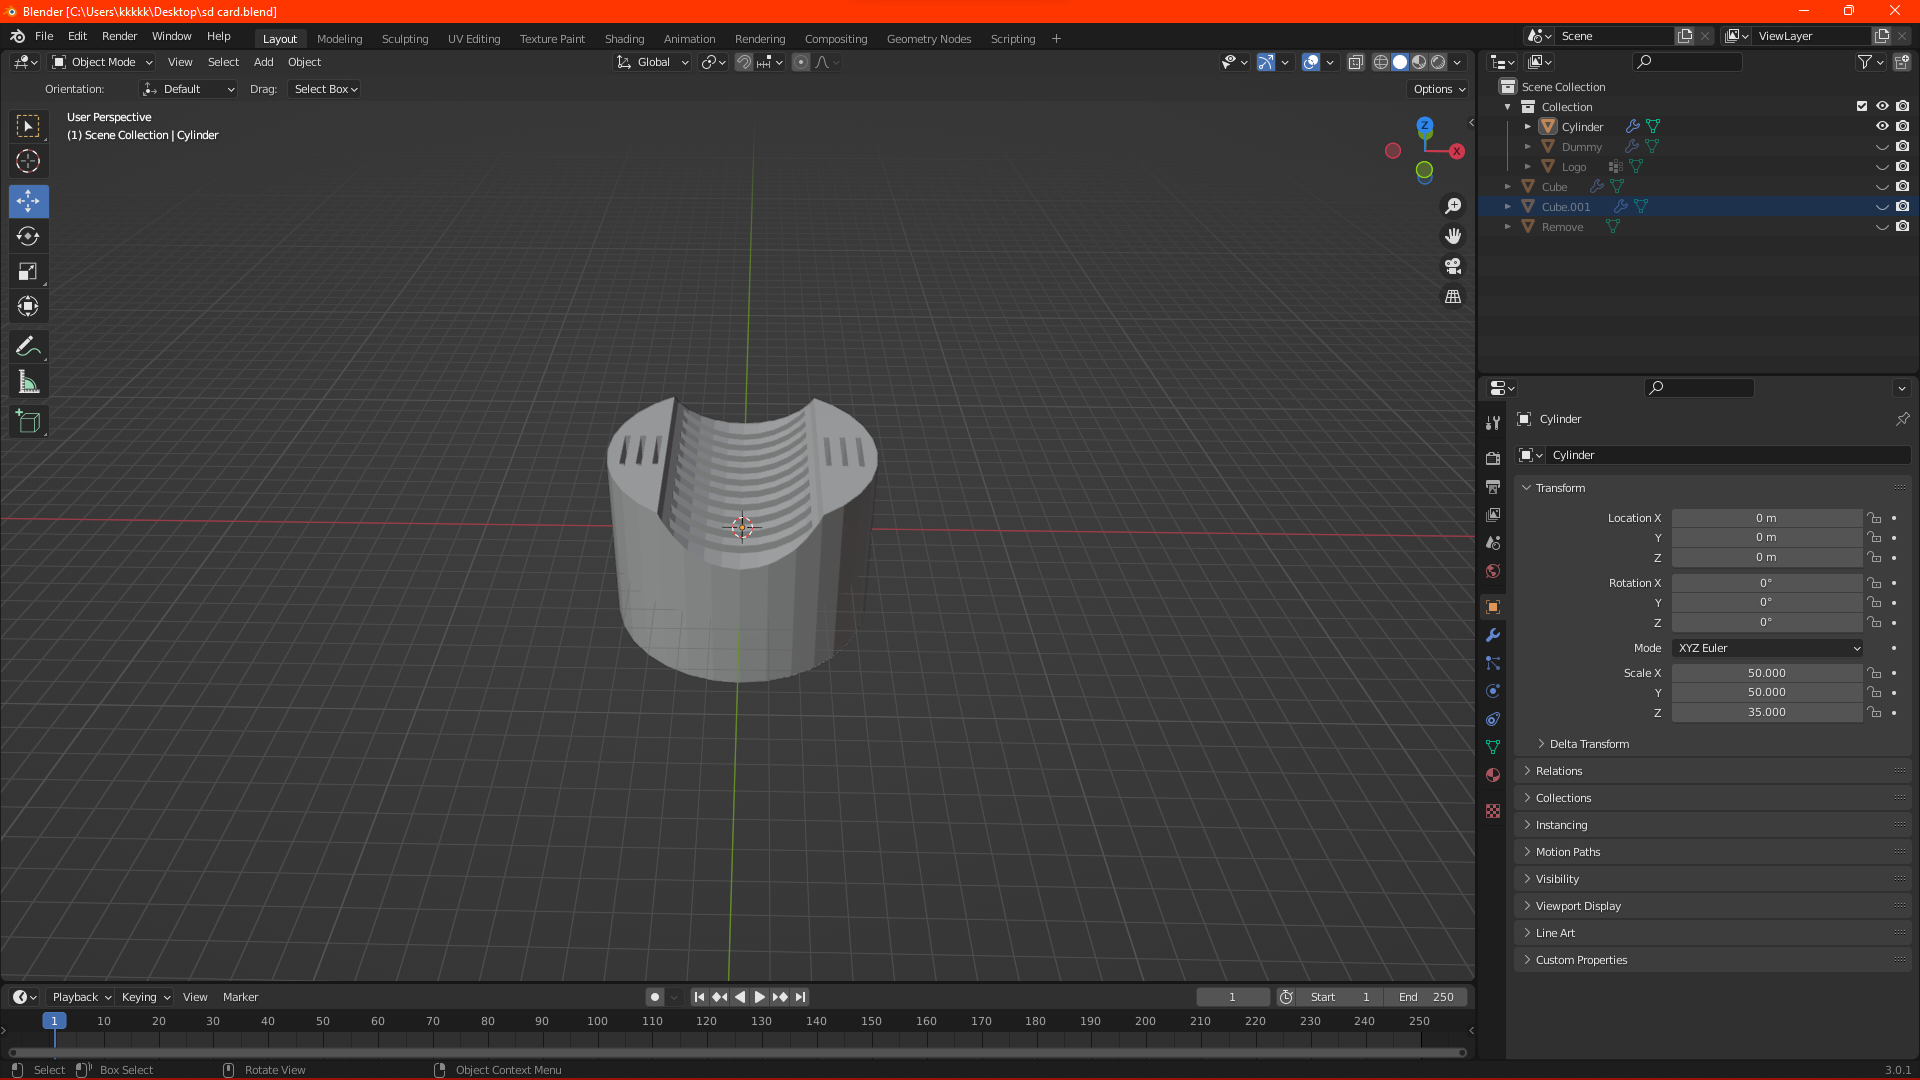 Blender [C:\Users\kkkkk\Desktop\sd card.blend]
File Edit Render Window Help Layout Modeling Sculpting UV Editing Texture Paint Shading Animation Rendering Compositing Geometry Nodes Scripting + Scene ViewLayer
Object Mode View Select Add Object Global
Orientation: Default Drag: Select Box Options
User Perspective
(1) Scene Collection | Cylinder
Z
X
Scene Collection
Collection
Cylinder
Dummy
Logo
Cube
Cube.001
Remove
Cylinder
Cylinder
Transform
Location X 0 m
Y 0 m
Z 0 m
Rotation X 0°
Y 0°
Z 0°
Mode XYZ Euler
Scale X 50.000
Y 50.000
Z 35.000
Delta Transform
Relations
Collections
Instancing
Motion Paths
Visibility
Viewport Display
Line Art
Custom Properties
Playback Keying View Marker 1 Start 1 End 250
1 10 20 30 40 50 60 70 80 90 100 110 120 130 140 150 160 170 180 190 200 210 220 230 240 250
Select Box Select Rotate View Object Context Menu 3.0.1